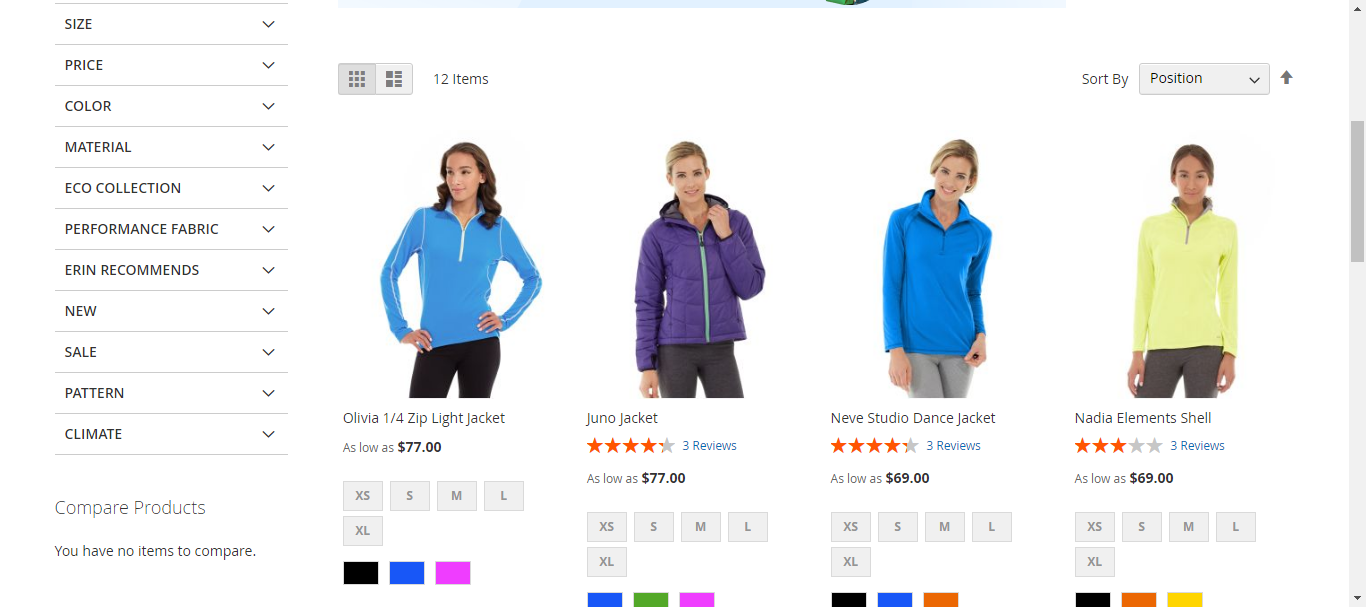 SIZE
PRICE
COLOR
MATERIAL
ECO COLLECTION
PERFORMANCE FABRIC
ERIN RECOMMENDS
NEW
SALE
PATTERN
CLIMATE
Compare Products
You have no items to compare.
12 Items
Sort By Position
Olivia 1/4 Zip Light Jacket
As low as $77.00
XS S M L
XL
Juno Jacket
3 Reviews
As low as $77.00
XS S M L
XL
Neve Studio Dance Jacket
3 Reviews
As low as $69.00
XS S M L
XL
Nadia Elements Shell
3 Reviews
As low as $69.00
XS S M L
XL